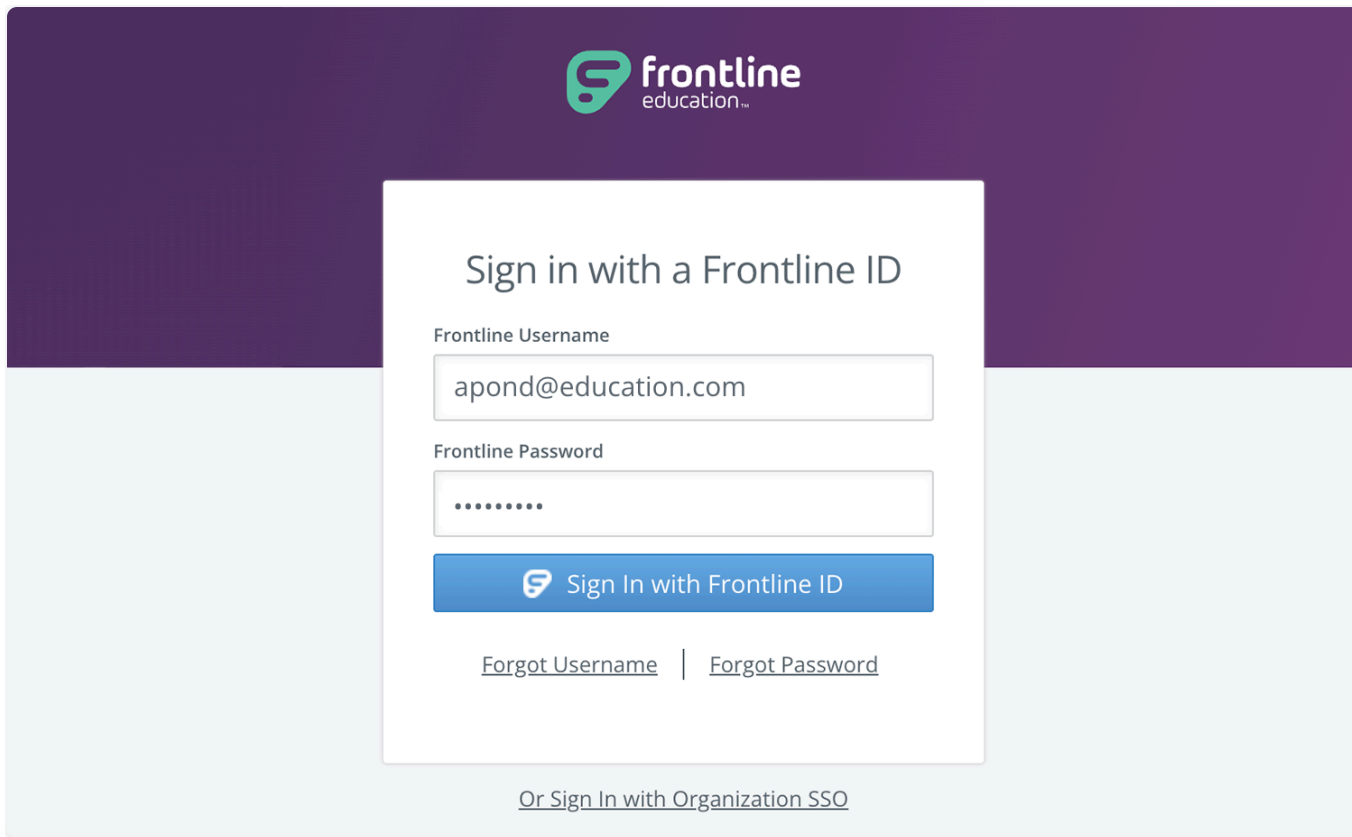 frontline
education™
Sign in with a Frontline ID
Frontline Username
apond@education.com
Frontline Password
•••••••••
Sign In with Frontline ID
Forgot Username | Forgot Password
Or Sign In with Organization SSO